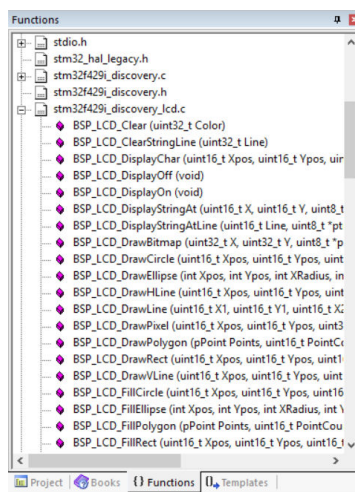 Functions
stdio.h
stm32_hal_legacy.h
stm32f429i_discovery.c
stm32f429i_discovery.h
stm32f429i_discovery_lcd.c
BSP_LCD_Clear (uint32_t Color)
BSP_LCD_ClearStringLine (uint32_t Line)
BSP_LCD_DisplayChar (uint16_t Xpos, uint16_t Ypos, uir
BSP_LCD_DisplayOff (void)
BSP_LCD_DisplayOn (void)
BSP_LCD_DisplayStringAt (uint16_t X, uint16_t Y, uint8_t
BSP_LCD_DisplayStringAtLine (uint16_t Line, uint8_t *pt
BSP_LCD_DrawBitmap (uint32_t X, uint32_t Y, uint8_t *p
BSP_LCD_DrawCircle (uint16_t Xpos, uint16_t Ypos, uint
BSP_LCD_DrawEllipse (int Xpos, int Ypos, int XRadius, in
BSP_LCD_DrawHLine (uint16_t Xpos, uint16_t Ypos, uint
BSP_LCD_DrawLine (uint16_t X1, uint16_t Y1, uint16_t X2
BSP_LCD_DrawPixel (uint16_t Xpos, uint16_t Ypos, uint3
BSP_LCD_DrawPolygon (pPoint Points, uint16_t PointCo
BSP_LCD_DrawRect (uint16_t Xpos, uint16_t Ypos, uint1
BSP_LCD_DrawVLine (uint16_t Xpos, uint16_t Ypos, uint
BSP_LCD_FillCircle (uint16_t Xpos, uint16_t Ypos, uint16
BSP_LCD_FillEllipse (int Xpos, int Ypos, int XRadius, int Y
BSP_LCD_FillPolygon (pPoint Points, uint16_t PointCou
BSP_LCD_FillRect (uint16_t Xpos, uint16_t Ypos, uint16_t
Project Books {} Functions 0 Templates